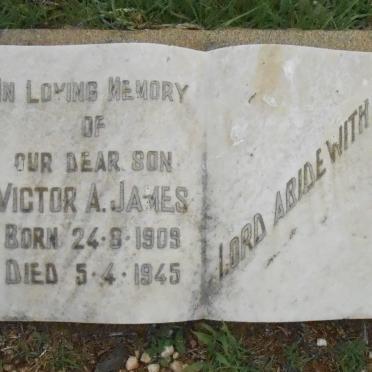 IN LOVING MEMORY
OF
OUR DEAR SON
VICTOR A. JAMES
BORN 24·8·1909
DIED 5·4·1945
LORD ABIDE WITH